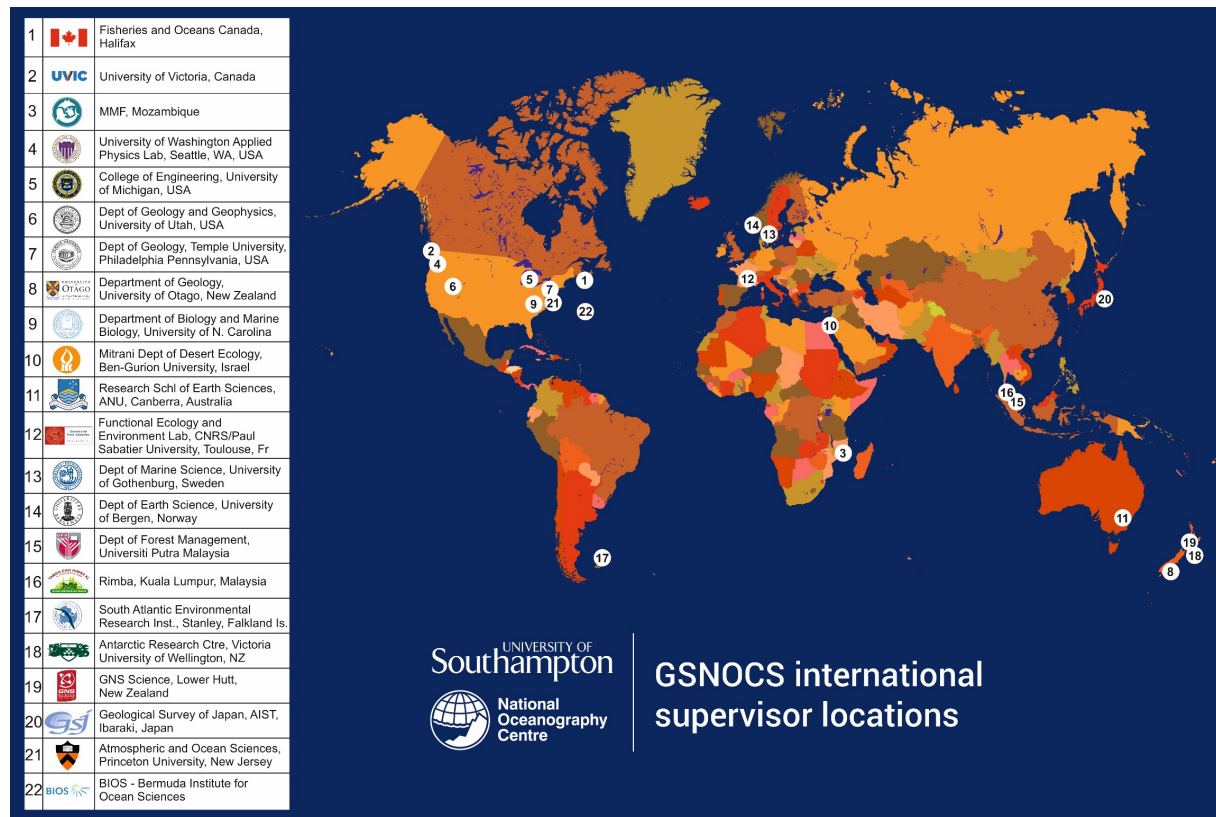 1
Fisheries and Oceans Canada,
Halifax
2
UVIC
University of Victoria, Canada
3
MMF, Mozambique
4
University of Washington Applied
Physics Lab, Seattle, WA, USA
5
College of Engineering, University
of Michigan, USA
6
Dept of Geology and Geophysics,
University of Utah, USA
7
Dept of Geology, Temple University,
Philadelphia Pennsylvania, USA
8
OTAGO
Department of Geology,
University of Otago, New Zealand
9
Department of Biology and Marine
Biology, University of N. Carolina
10
Mitrani Dept of Desert Ecology,
Ben-Gurion University, Israel
11
Research Schl of Earth Sciences,
ANU, Canberra, Australia
12
Functional Ecology and
Environment Lab, CNRS/Paul
Sabatier University, Toulouse, Fr
13
Dept of Marine Science, University
of Gothenburg, Sweden
14
Dept of Earth Science, University
of Bergen, Norway
15
Dept of Forest Management,
Universiti Putra Malaysia
16
Rimba, Kuala Lumpur, Malaysia
17
South Atlantic Environmental
Research Inst., Stanley, Falkland Is.
18
Antarctic Research Ctre, Victoria
University of Wellington, NZ
19
GNS
GNS Science, Lower Hutt,
New Zealand
20
GSJ
Geological Survey of Japan, AIST,
Ibaraki, Japan
21
Atmospheric and Ocean Sciences,
Princeton University, New Jersey
22
BIOS
BIOS - Bermuda Institute for
Ocean Sciences
14
13
2
4
6
5
7
1
9
21
22
12
10
20
16
15
3
11
17
19
18
8
UNIVERSITY OF
Southampton
National
Oceanography
Centre
GSNOCS international
supervisor locations